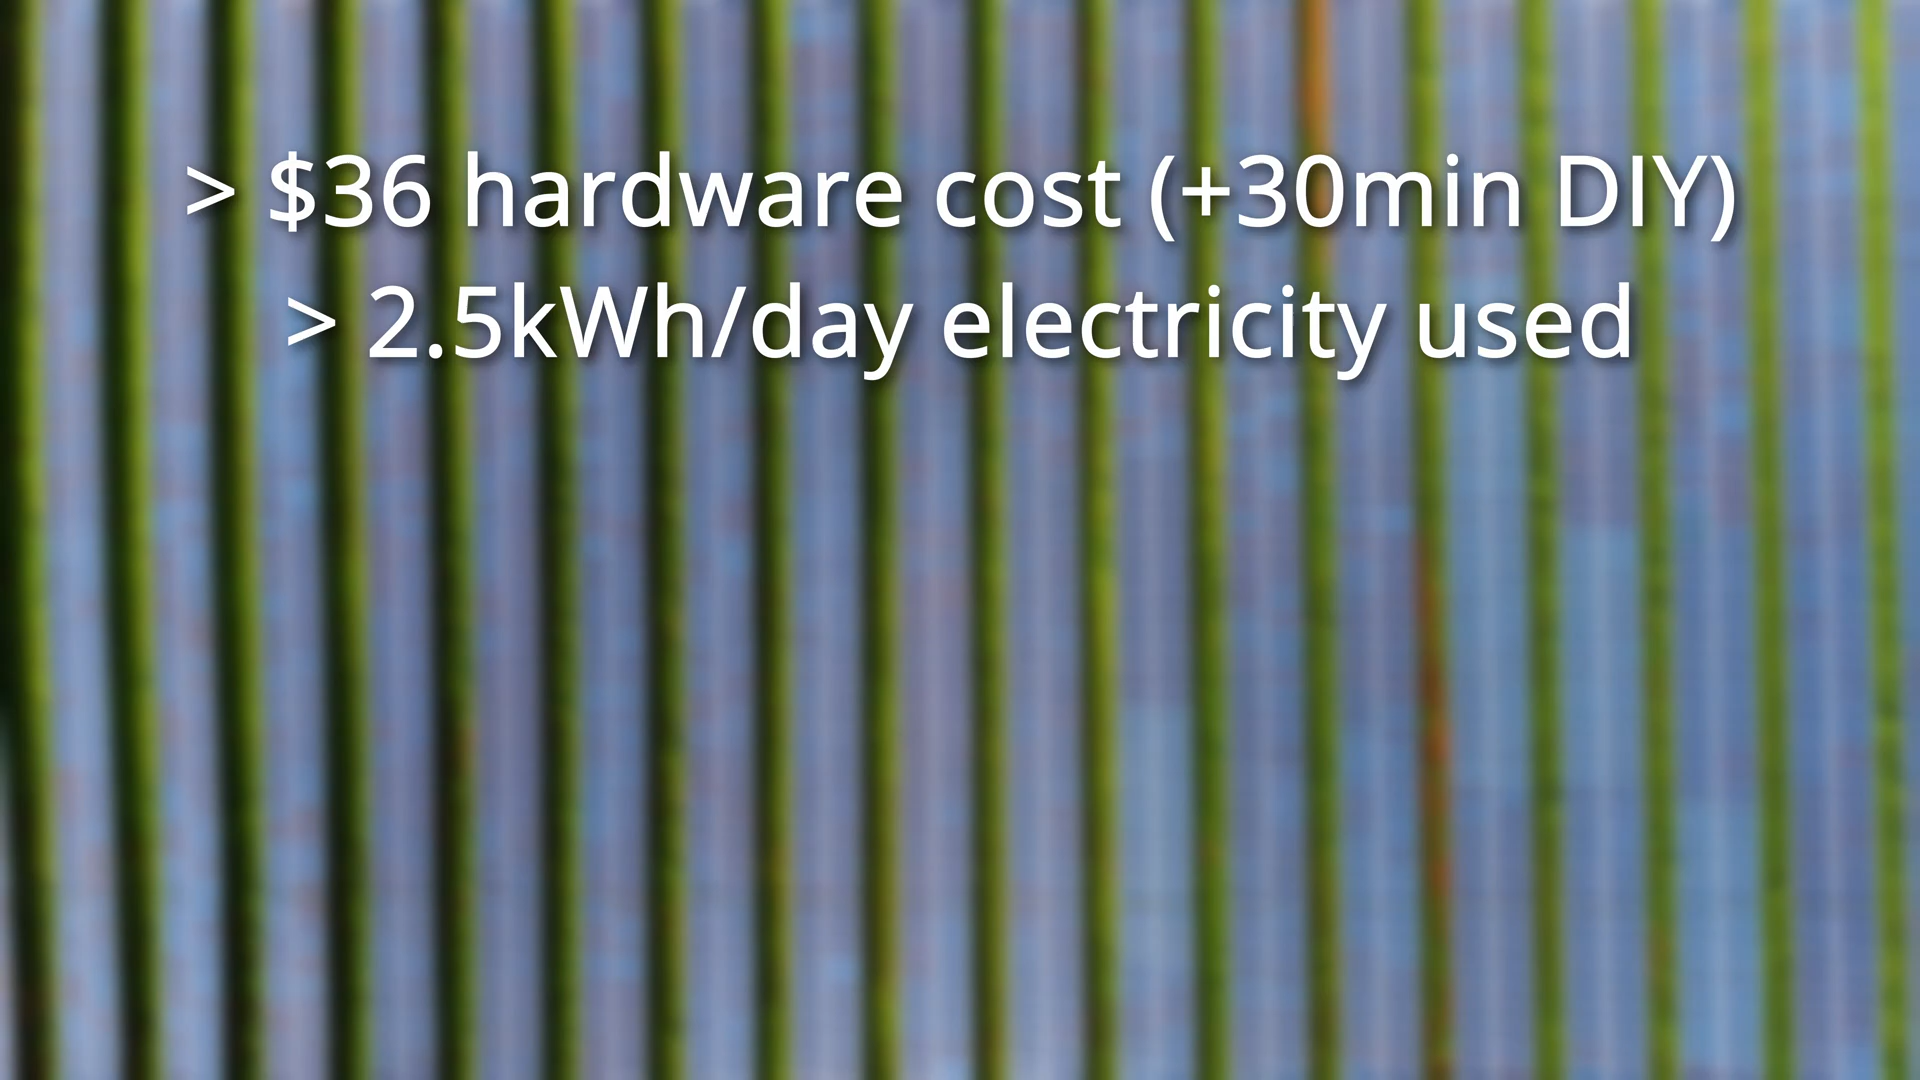 > $36 hardware cost (+30min DIY)
> 2.5kWh/day electricity used